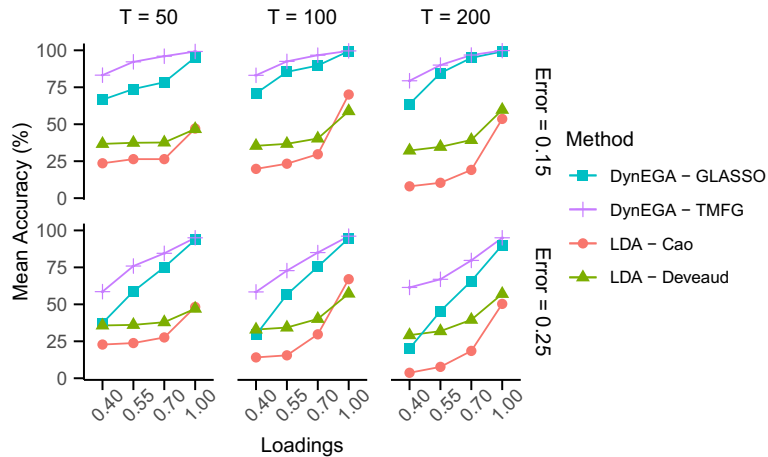 T = 50
T = 100
T = 200
Mean Accuracy (%)
100
75
50
25
0
Error = 0.15
100
75
50
25
0
Error = 0.25
0.40
0.55
0.70
1.00
0.40
0.55
0.70
1.00
0.40
0.55
0.70
1.00
Loadings
Method
DynEGA − GLASSO
DynEGA − TMFG
LDA − Cao
LDA − Deveaud